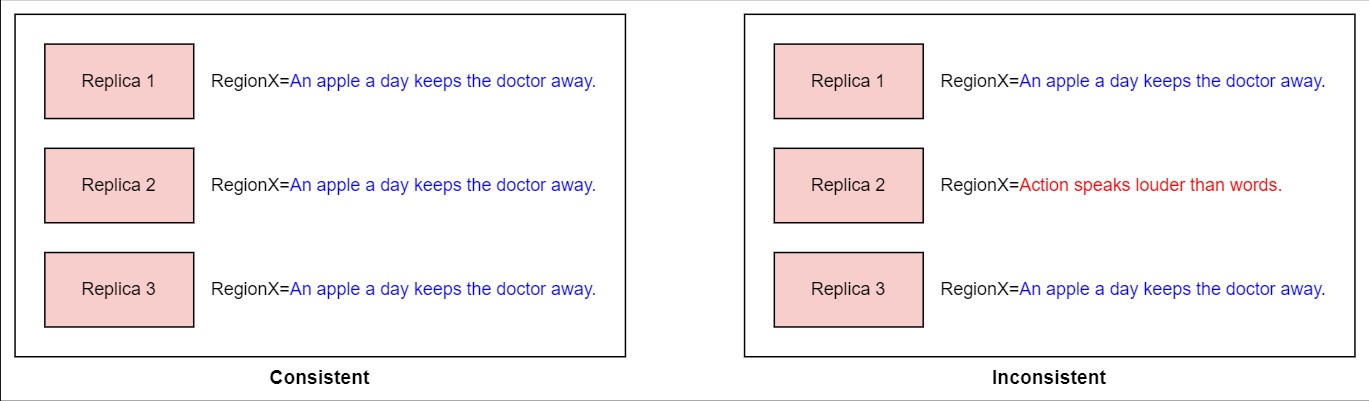 Replica 1 RegionX=An apple a day keeps the doctor away.
Replica 2 RegionX=An apple a day keeps the doctor away.
Replica 3 RegionX=An apple a day keeps the doctor away.
Consistent
Replica 1 RegionX=An apple a day keeps the doctor away.
Replica 2 RegionX=Action speaks louder than words.
Replica 3 RegionX=An apple a day keeps the doctor away.
Inconsistent